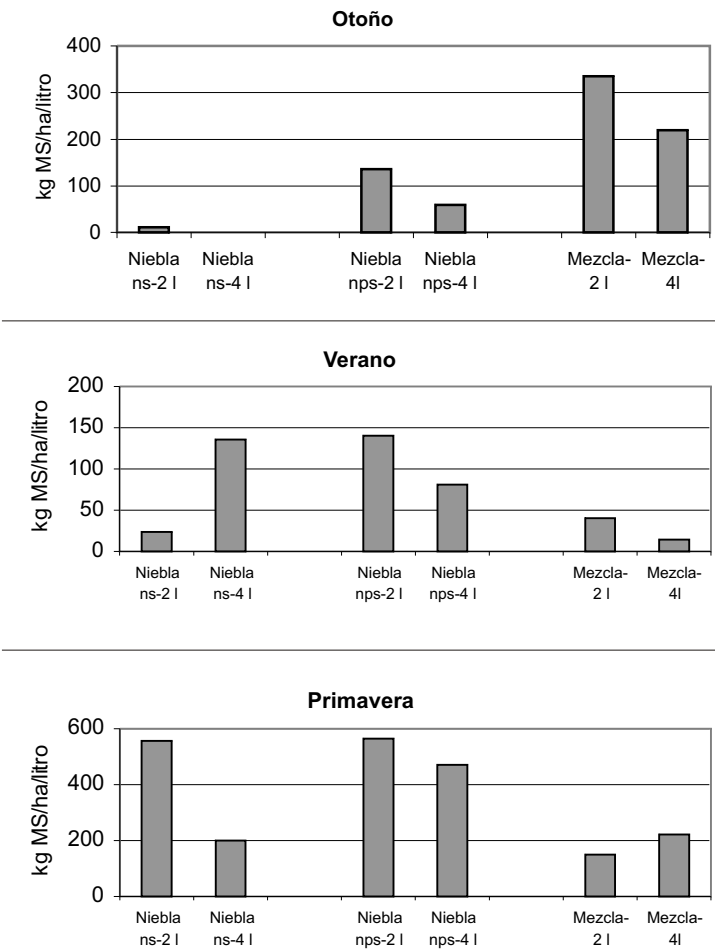 Otoño
kg MS/ha/litro
400
300
200
100
0
Niebla Niebla Niebla Niebla Mezcla- Mezcla-
ns-2 l ns-4 l nps-2 l nps-4 l 2 l 4l
Verano
kg MS/ha/litro
200
150
100
50
0
Niebla Niebla Niebla Niebla Mezcla- Mezcla-
ns-2 l ns-4 l nps-2 l nps-4 l 2 l 4l
Primavera
kg MS/ha/litro
600
400
200
0
Niebla Niebla Niebla Niebla Mezcla- Mezcla-
ns-2 l ns-4 l nps-2 l nps-4 l 2 l 4l